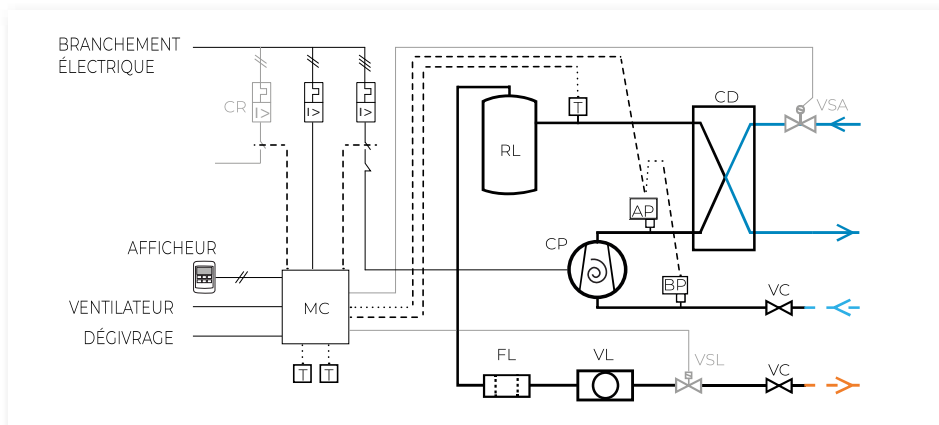 BRANCHEMENT
ÉLECTRIQUE
CR
I>
I>
I>
CD
VSA
T
RL
AP
CP
AFFICHEUR
BP
VC
VENTILATEUR
MC
DÉGIVRAGE
FL
VL
VSL
VC
T
T